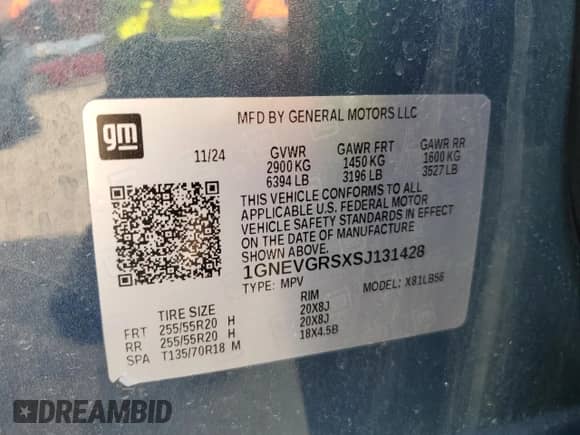 gm
MFD BY GENERAL MOTORS LLC
11/24 GVWR GAWR FRT GAWR RR
2900 KG 1450 KG 1600 KG
6394 LB 3196 LB 3527 LB
THIS VEHICLE CONFORMS TO ALL
APPLICABLE U.S. FEDERAL MOTOR
VEHICLE SAFETY STANDARDS IN EFFECT
ON THE DATE OF MANUFACTURE
SHOWN ABOVE.
1GNEVGRSXSJ131428
TYPE: MPV MODEL: X81LB56
TIRE SIZE RIM
FRT 255/55R20 H 20X8J
RR 255/55R20 H 20X8J
SPA T135/70R18 M 18X4.5B
DREAMBID